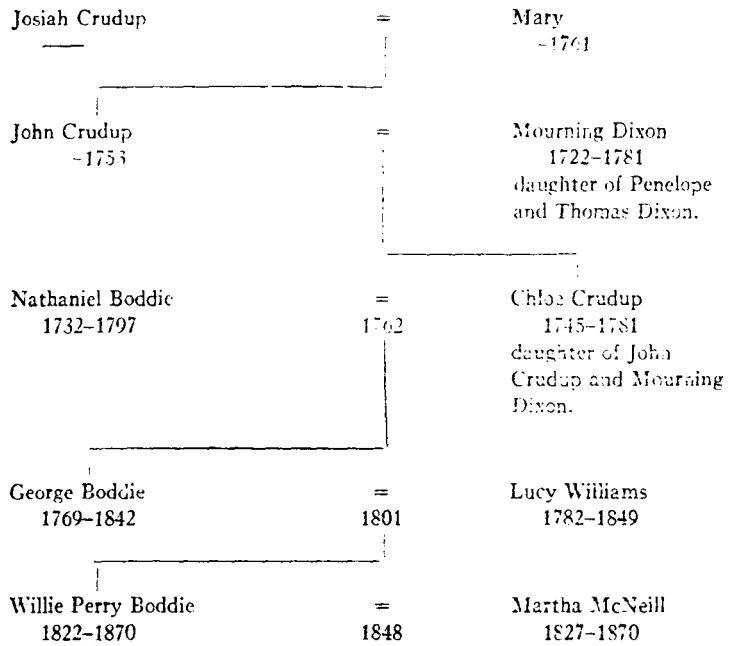 Josiah Crudup = Mary
-1761
John Crudup = Mourning Dixon
-1753 1722-1781
daughter of Penelope
and Thomas Dixon.
Nathaniel Boddie = Chloe Crudup
1732-1797 1762 1745-1781
daughter of John
Crudup and Mourning
Dixon.
George Boddie = Lucy Williams
1769-1842 1801 1782-1849
Willie Perry Boddie = Martha McNeill
1822-1870 1848 1827-1870